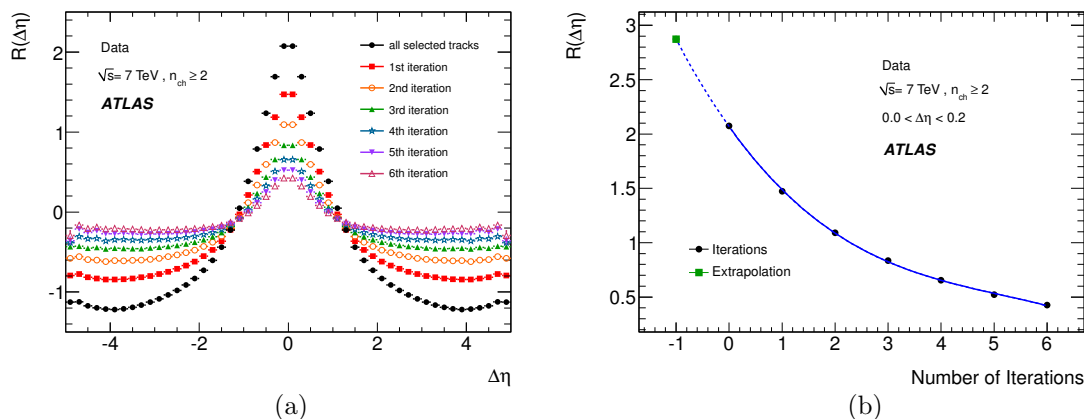 R(Δη)
2
1
0
-1
-4
-2
0
2
4
Δη
Data
√s= 7 TeV , n_ch ≥ 2
ATLAS
all selected tracks
1st iteration
2nd iteration
3rd iteration
4th iteration
5th iteration
6th iteration
(a)
R(Δη)
3
2.5
2
1.5
1
0.5
-1
0
1
2
3
4
5
6
Number of Iterations
Data
√s= 7 TeV , n_ch ≥ 2
0.0 < Δη < 0.2
ATLAS
Iterations
Extrapolation
(b)